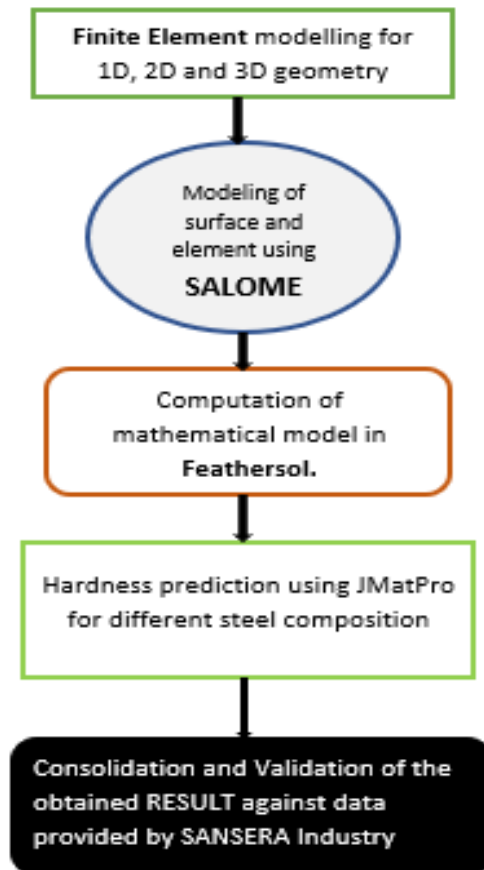 Finite Element modelling for
1D, 2D and 3D geometry
Modeling of
surface and
element using
SALOME
Computation of
mathematical model in
Feathersol.
Hardness prediction using JMatPro
for different steel composition
Consolidation and Validation of the
obtained RESULT against data
provided by SANSERA Industry